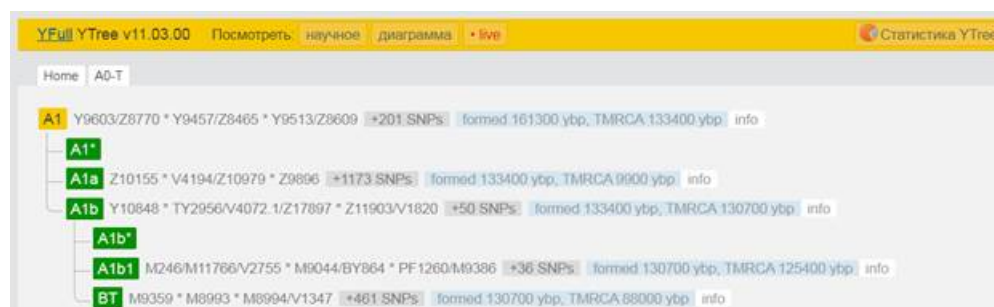 YFull YTree v11.03.00 Посмотреть: научное диаграмма • live Статистика YTree
Home A0-T
A1 Y9603/Z8770 * Y9457/Z8465 * Y9513/Z8609 +201 SNPs formed 161300 ybp, TMRCA 133400 ybp info
A1*
A1a Z10155 * V4194/Z10979 * Z9896 +1173 SNPs formed 133400 ybp, TMRCA 9900 ybp info
A1b Y10848 * TY2956/V4072.1/Z17897 * Z11903/V1820 +50 SNPs formed 133400 ybp, TMRCA 130700 ybp info
A1b*
A1b1 M246/M11766/V2755 * M9044/BY864 * PF1260/M9386 +36 SNPs formed 130700 ybp, TMRCA 125400 ybp info
BT M9359 * M8993 * M8994/V1347 +461 SNPs formed 130700 ybp, TMRCA 88000 ybp info